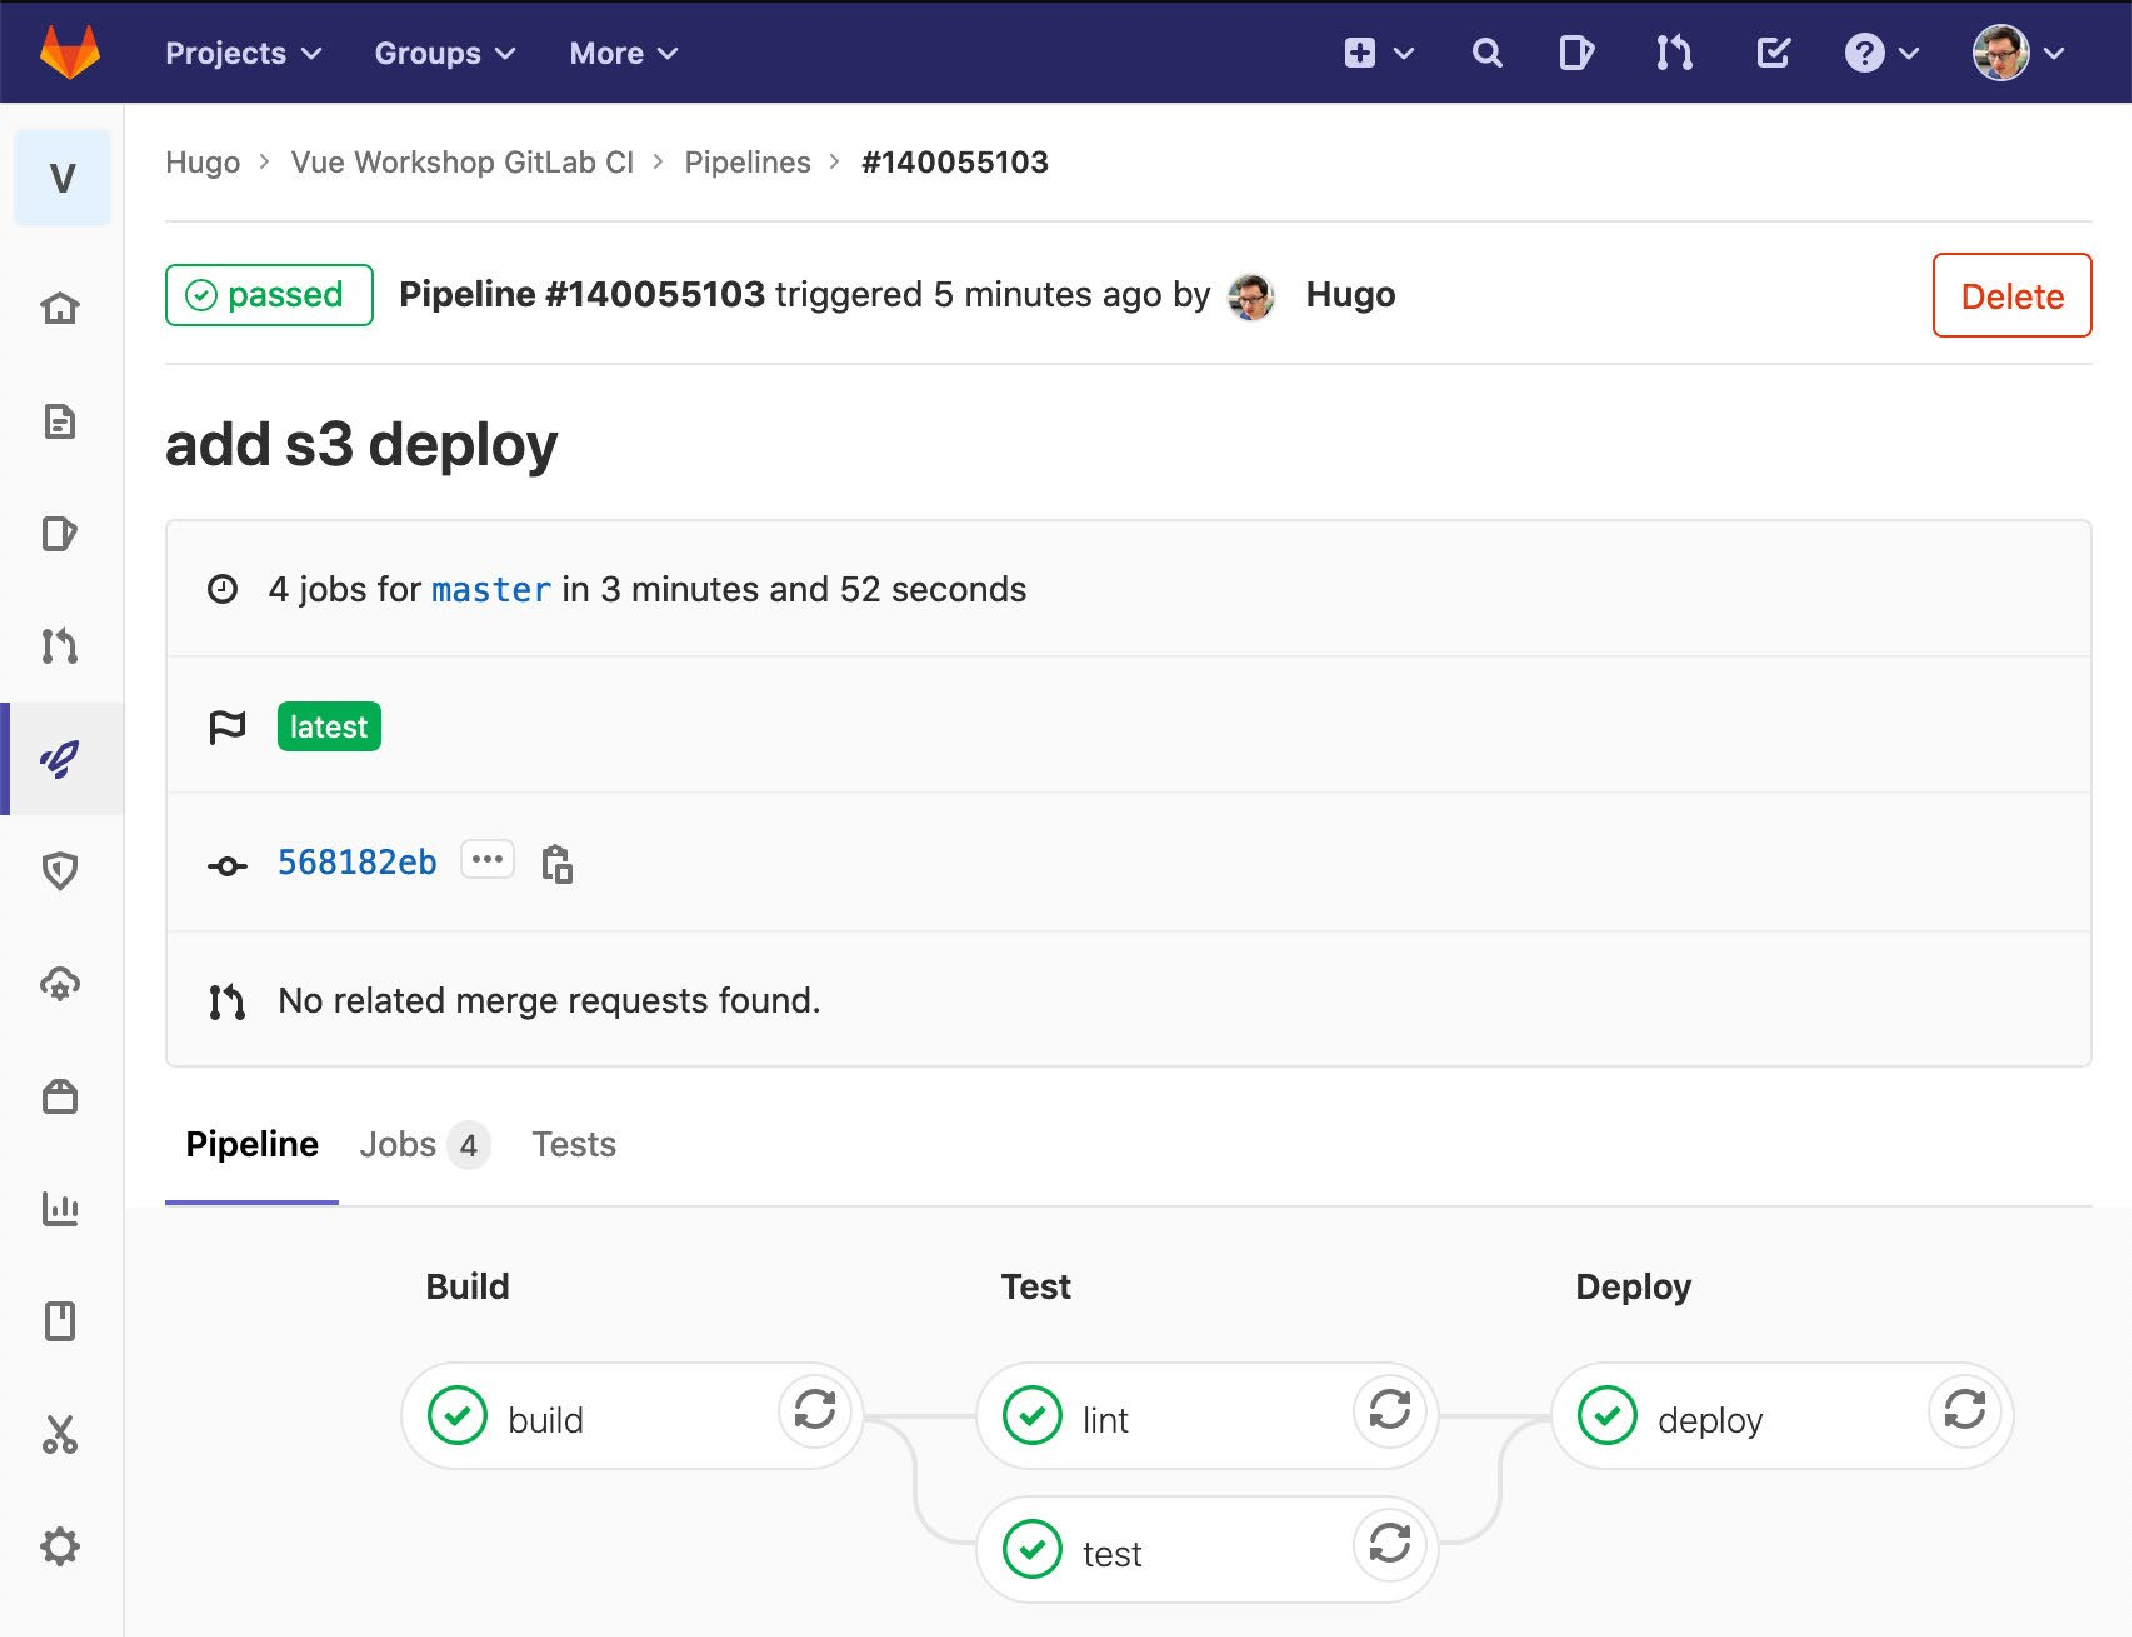 Projects Groups More
V
Hugo > Vue Workshop GitLab CI > Pipelines > #140055103
passed Pipeline #140055103 triggered 5 minutes ago by Hugo Delete
add s3 deploy
4 jobs for master in 3 minutes and 52 seconds
latest
568182eb
No related merge requests found.
Pipeline Jobs 4 Tests
Build Test Deploy
build lint deploy
test